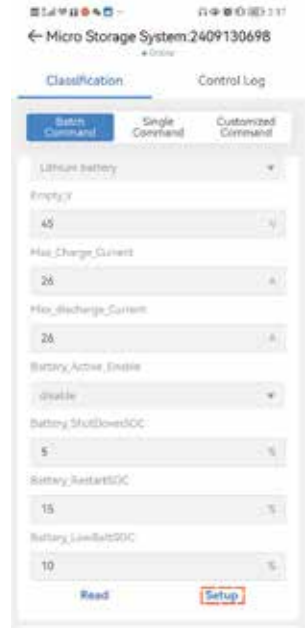 ← Micro Storage System:2409130698
Online
Classification Control Log
Batch Command Single Command Customized Command
Lithium battery
Empty_V
45 V
Max_Charge_Current
26 A
Max_discharge_Current
26 A
Battery_Active_Enable
disable
Battery_ShutDownSOC
5 %
Battery_RestartSOC
15 %
Battery_LowBattSOC
10 %
Read Setup